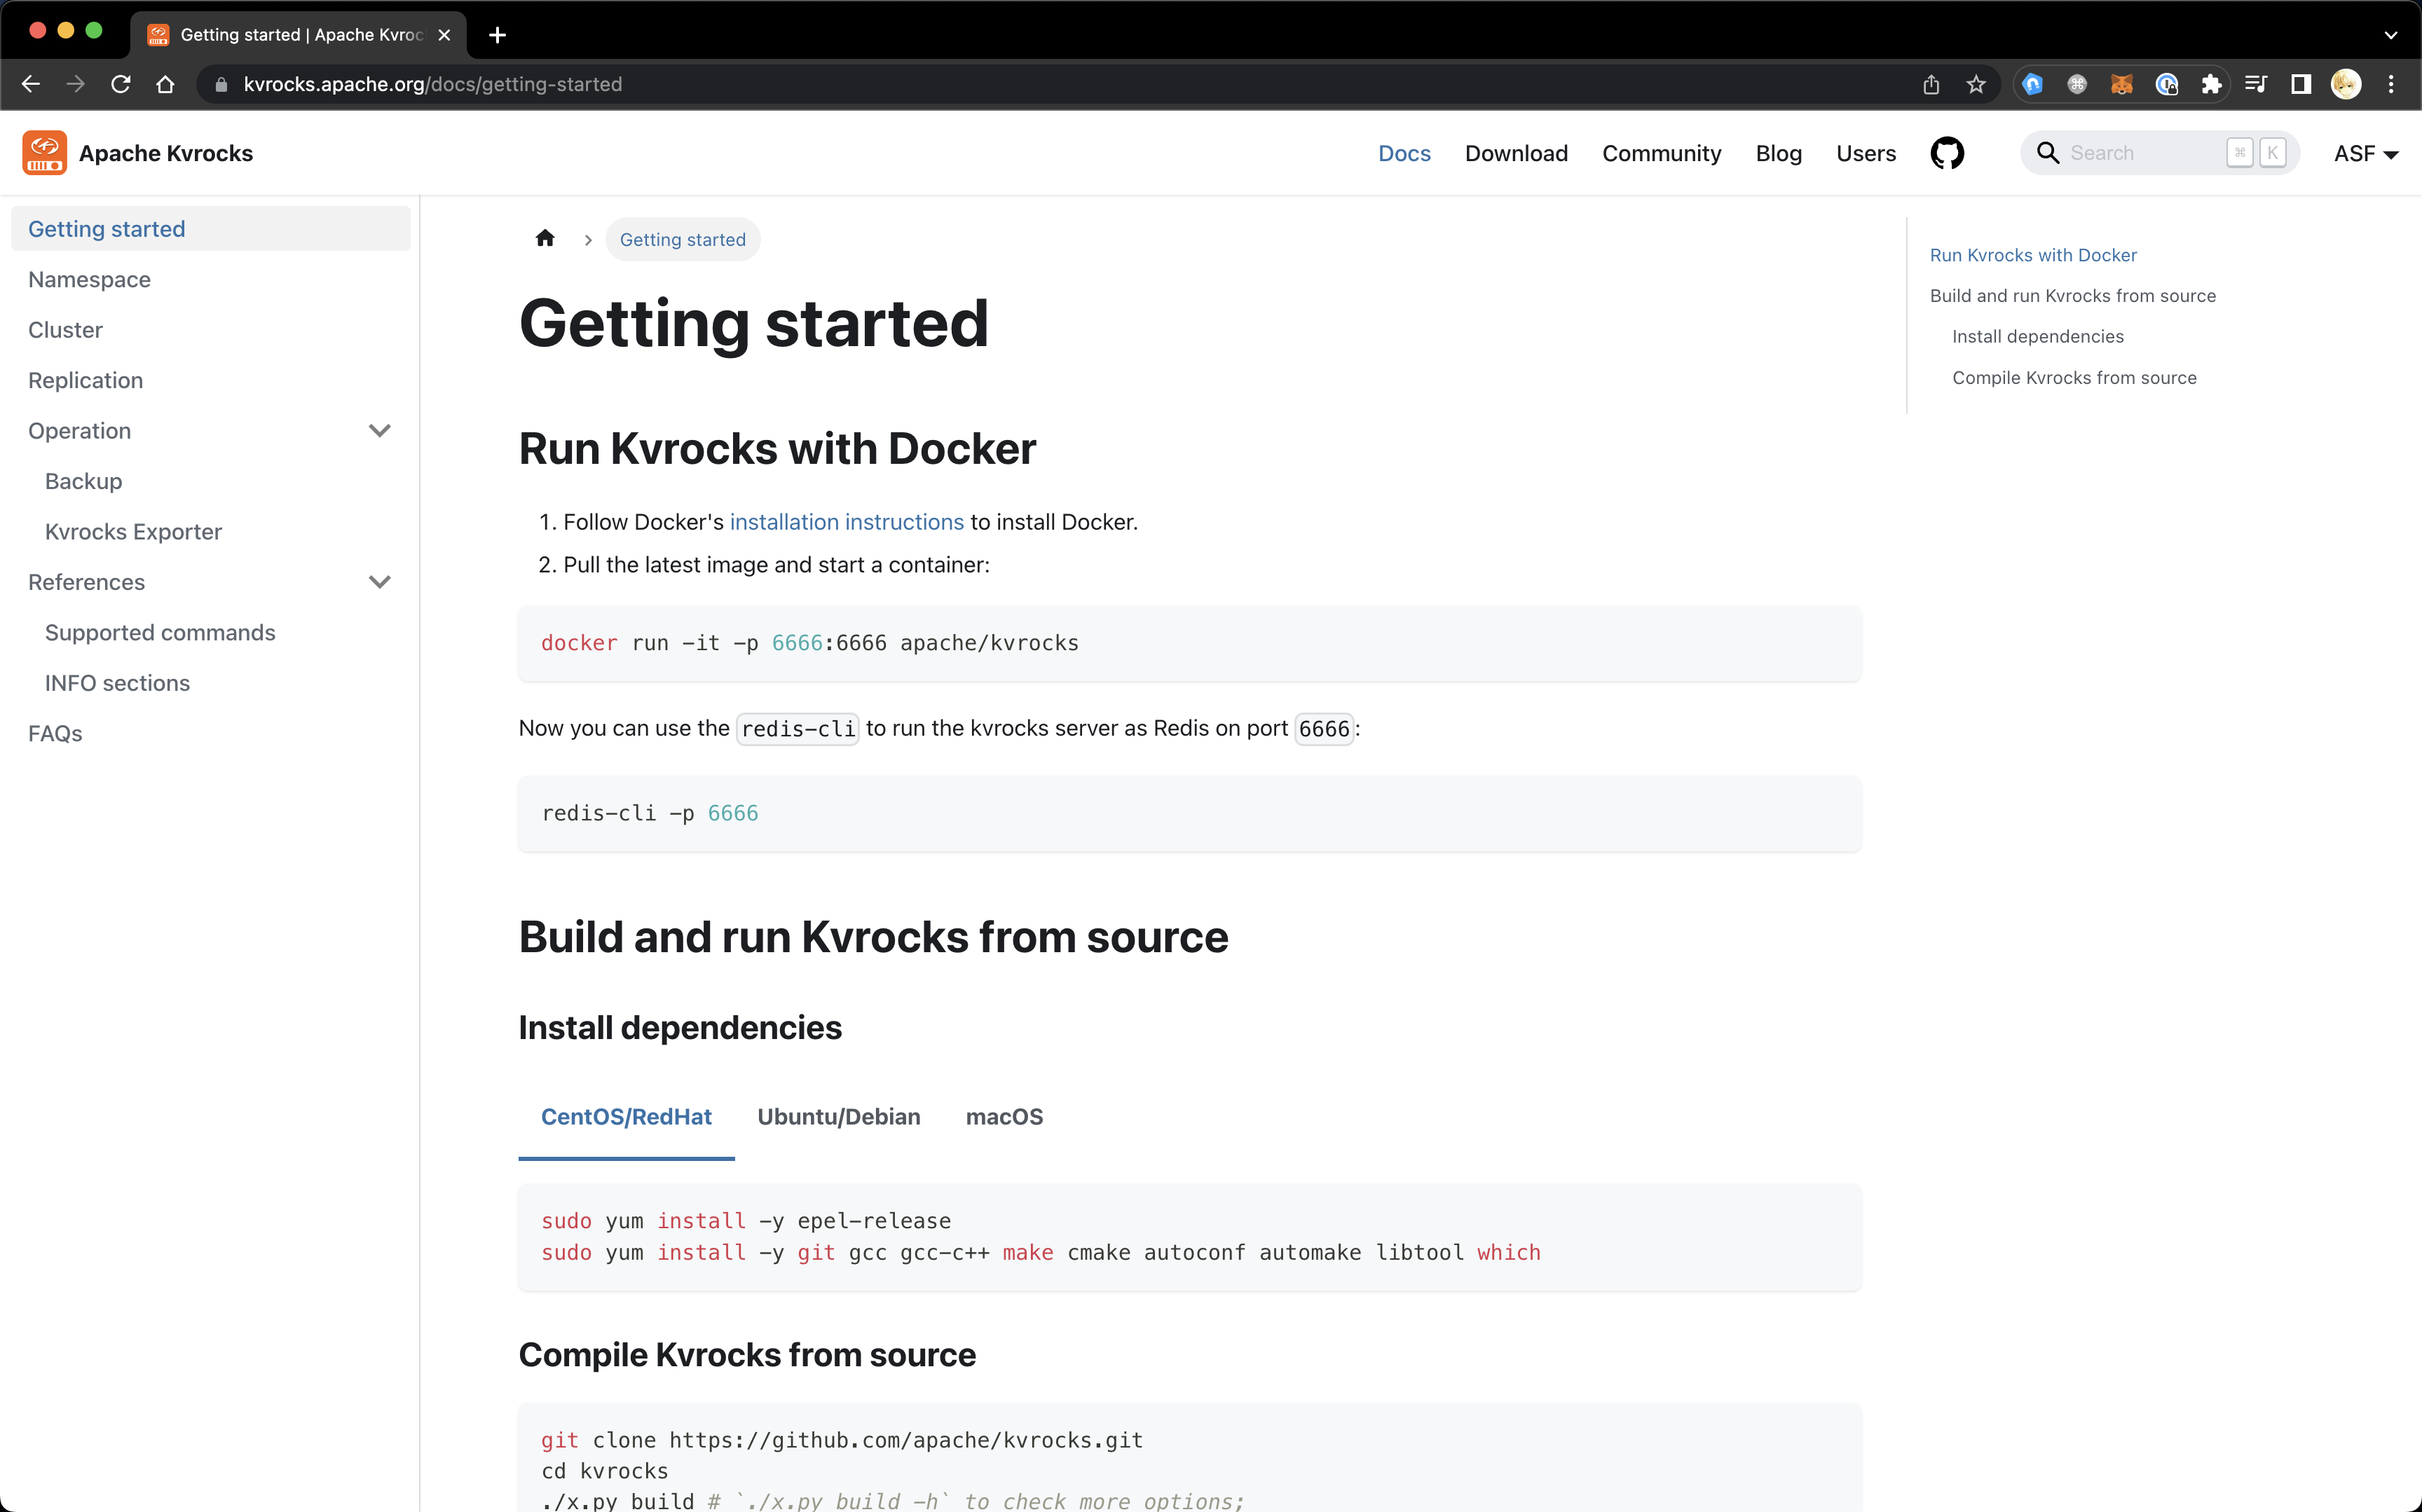 Getting started | Apache Kvroc
kvrocks.apache.org/docs/getting-started
Apache Kvrocks
Docs
Download
Community
Blog
Users
Search
⌘ K
ASF
Getting started
Namespace
Cluster
Replication
Operation
Backup
Kvrocks Exporter
References
Supported commands
INFO sections
FAQs
Getting started
Getting started
Run Kvrocks with Docker
1. Follow Docker's installation instructions to install Docker.
2. Pull the latest image and start a container:
docker run -it -p 6666:6666 apache/kvrocks
Now you can use the redis-cli to run the kvrocks server as Redis on port 6666:
redis-cli -p 6666
Build and run Kvrocks from source
Install dependencies
CentOS/RedHat
Ubuntu/Debian
macOS
sudo yum install -y epel-release
sudo yum install -y git gcc gcc-c++ make cmake autoconf automake libtool which
Compile Kvrocks from source
git clone https://github.com/apache/kvrocks.git
cd kvrocks
./x.py build # `./x.py build -h` to check more options;
Run Kvrocks with Docker
Build and run Kvrocks from source
Install dependencies
Compile Kvrocks from source